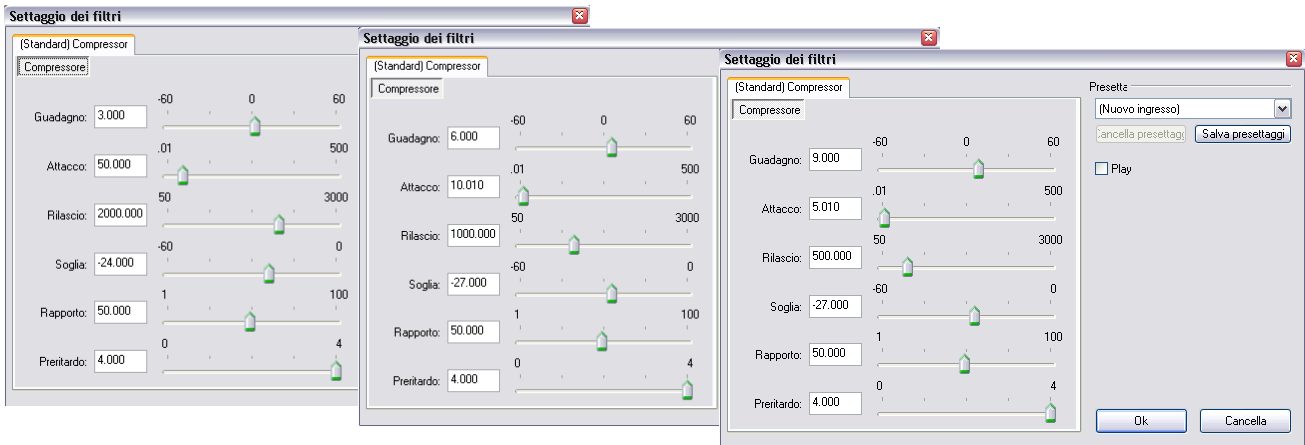 Settaggio dei filtri
(Standard) Compressor
Compressore
-60 0 60
Guadagno: 3.000
.01 500
Attacco: 50.000
50 3000
Rilascio: 2000.000
-60 0
Soglia: -24.000
1 100
Rapporto: 50.000
0 4
Preritardo: 4.000
Settaggio dei filtri
(Standard) Compressor
Compressore
-60 0 60
Guadagno: 6.000
.01 500
Attacco: 10.010
50 3000
Rilascio: 1000.000
-60 0
Soglia: -27.000
1 100
Rapporto: 50.000
0 4
Preritardo: 4.000
Settaggio dei filtri
(Standard) Compressor
Compressore
-60 0 60
Guadagno: 9.000
.01 500
Attacco: 5.010
50 3000
Rilascio: 500.000
-60 0
Soglia: -27.000
1 100
Rapporto: 50.000
0 4
Preritardo: 4.000
Presetta
(Nuovo ingresso)
Cancella presettagg Salva presettaggi
Play
Ok Cancella